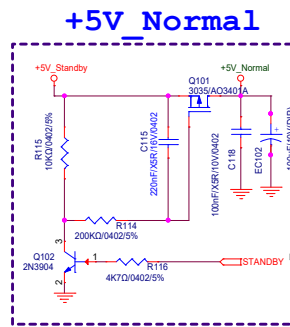 +5V_Normal
+5V_Standby
+5V_Normal
Q101
3035/AO3401A
R115
10KΩ/0402/5%
C115
220nF/X5R/16V/0402
C118
100nF/X5R/10V/0402
EC102
R114
200KΩ/0402/5%
Q102
2N3904
3
1
2
R116
4K7Ω/0402/5%
STANDBY